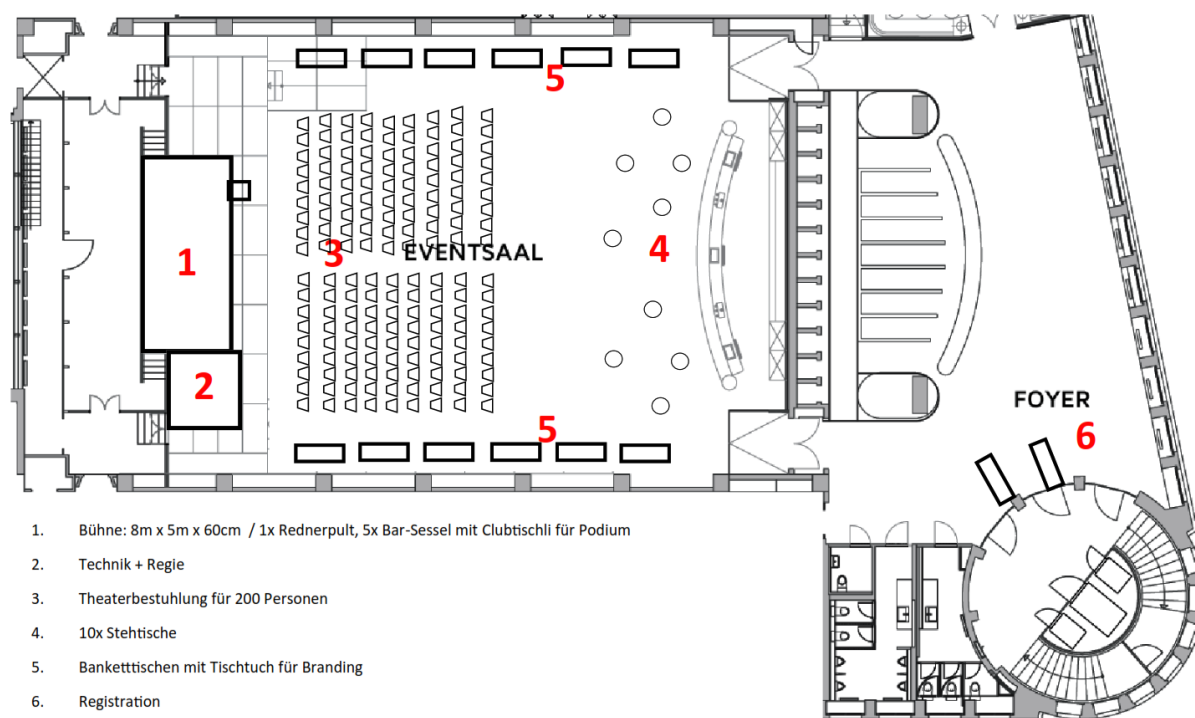 5
3
EVENTSAAL
4
1
2
FOYER
5
6
1. Bühne: 8m x 5m x 60cm / 1x Rednerpult, 5x Bar-Sessel mit Clubtischli für Podium
2. Technik + Regie
3. Theaterbestuhlung für 200 Personen
4. 10x Stehtische
5. Banketttischen mit Tischtuch für Branding
6. Registration